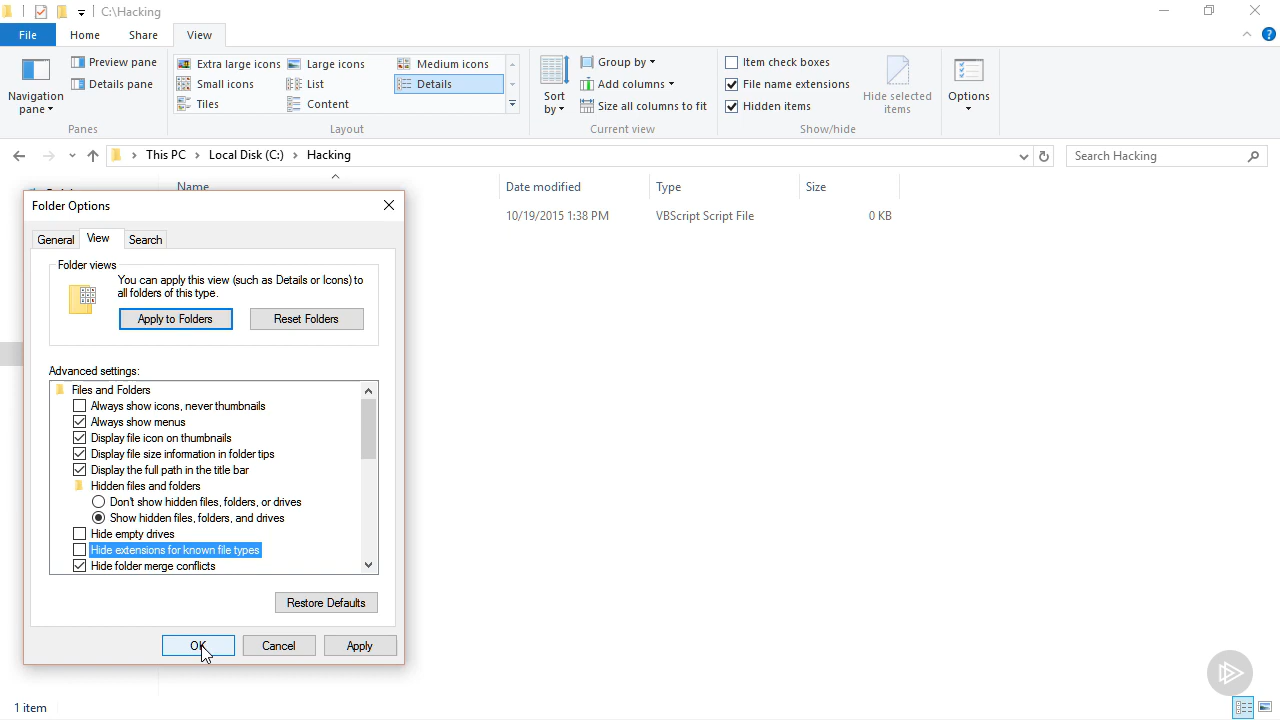 C:\Hacking
File Home Share View
Navigation pane
Preview pane
Details pane
Panes
Extra large icons Large icons Medium icons
Small icons List Details
Tiles Content
Layout
Sort by
Group by
Add columns
Size all columns to fit
Current view
Item check boxes
File name extensions
Hidden items
Hide selected items
Show/hide
Options
This PC Local Disk (C:) Hacking
Search Hacking
Name Date modified Type Size
10/19/2015 1:38 PM VBScript Script File 0 KB
Folder Options
General View Search
Folder views
You can apply this view (such as Details or Icons) to
all folders of this type.
Apply to Folders Reset Folders
Advanced settings:
Files and Folders
Always show icons, never thumbnails
Always show menus
Display file icon on thumbnails
Display file size information in folder tips
Display the full path in the title bar
Hidden files and folders
Don't show hidden files, folders, or drives
Show hidden files, folders, and drives
Hide empty drives
Hide extensions for known file types
Hide folder merge conflicts
Restore Defaults
OK Cancel Apply
1 item